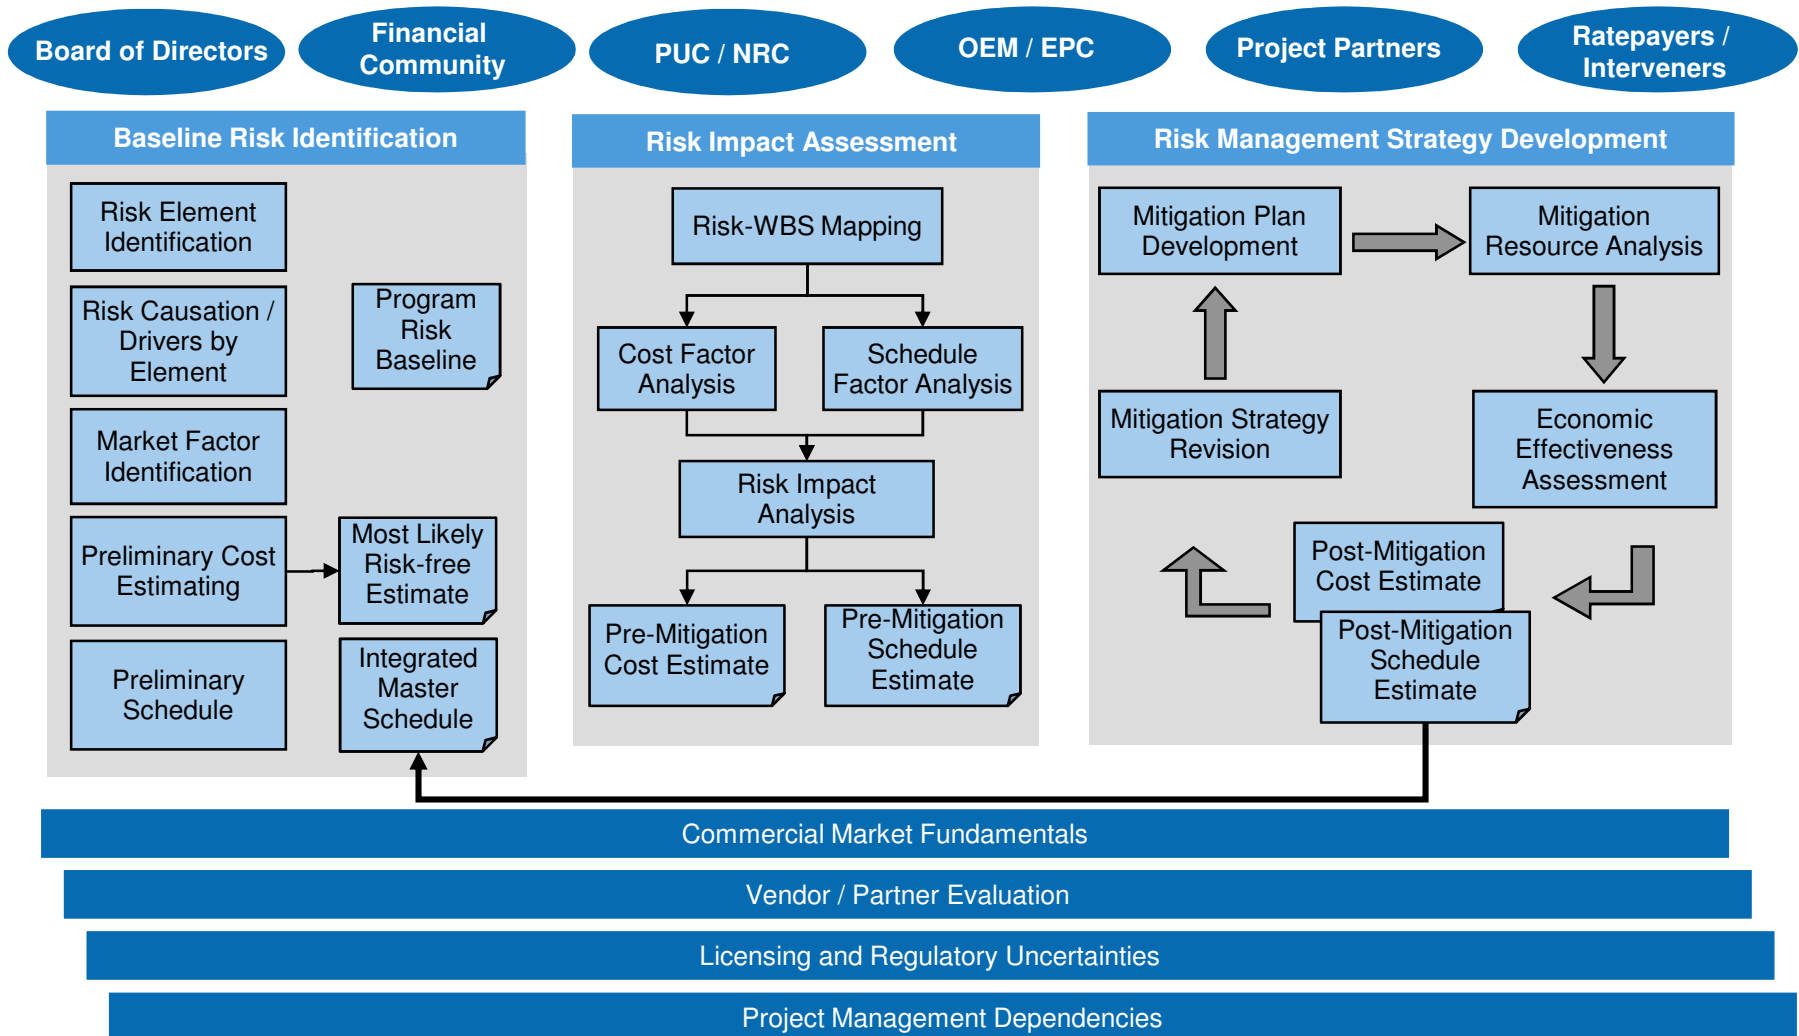 Board of Directors
Financial
Community
PUC / NRC
OEM / EPC
Project Partners
Ratepayers /
Interveners
Baseline Risk Identification
Risk Element
Identification
Risk Causation /
Drivers by
Element
Program
Risk
Baseline
Market Factor
Identification
Preliminary Cost
Estimating
Most Likely
Risk-free
Estimate
Preliminary
Schedule
Integrated
Master
Schedule
Risk Impact Assessment
Risk-WBS Mapping
Cost Factor
Analysis
Schedule
Factor Analysis
Risk Impact
Analysis
Pre-Mitigation
Cost Estimate
Pre-Mitigation
Schedule
Estimate
Risk Management Strategy Development
Mitigation Plan
Development
Mitigation
Resource Analysis
Mitigation Strategy
Revision
Economic
Effectiveness
Assessment
Post-Mitigation
Cost Estimate
Post-Mitigation
Schedule
Estimate
Commercial Market Fundamentals
Vendor / Partner Evaluation
Licensing and Regulatory Uncertainties
Project Management Dependencies